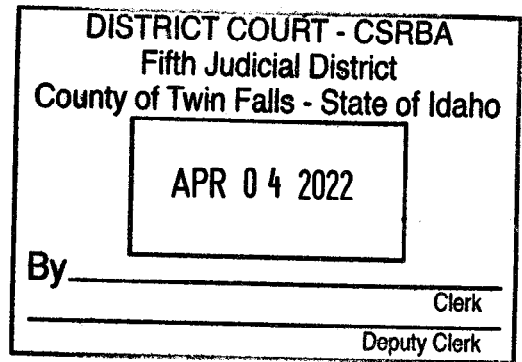 DISTRICT COURT - CSRBA
Fifth Judicial District
County of Twin Falls - State of Idaho
APR 04 2022
By
Clerk
Deputy Clerk